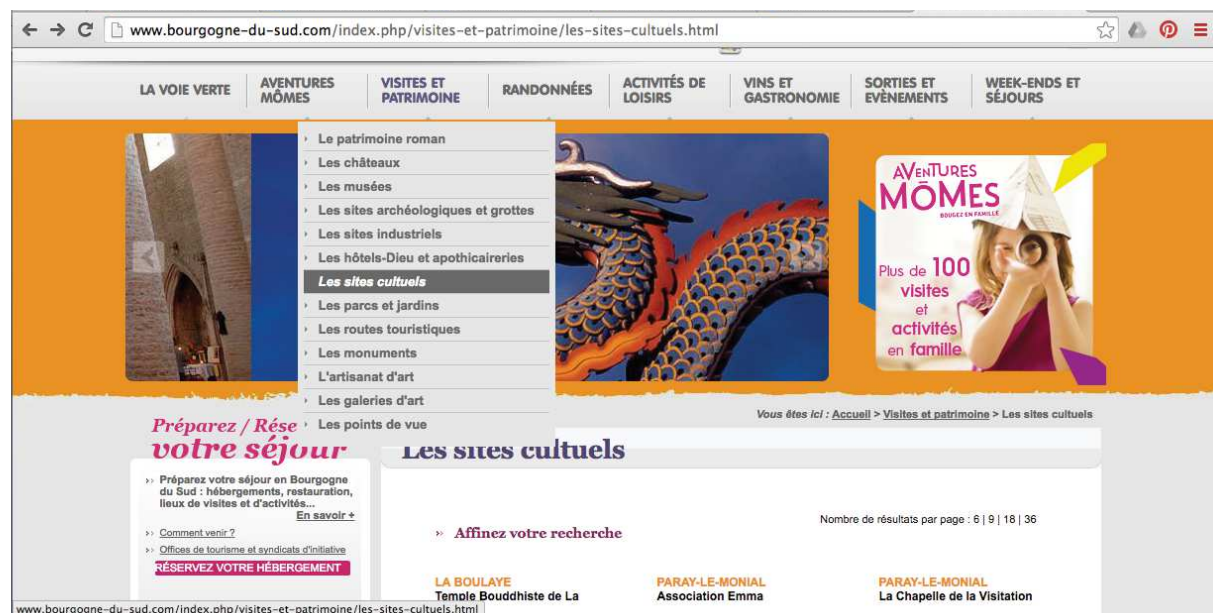 www.bourgogne-du-sud.com/index.php/visites-et-patrimoine/les-sites-cultuels.html
LA VOIE VERTE
AVENTURES
MÔMES
VISITES ET
PATRIMOINE
RANDONNÉES
ACTIVITÉS DE
LOISIRS
VINS ET
GASTRONOMIE
SORTIES ET
EVÈNEMENTS
WEEK-ENDS ET
SÉJOURS
Le patrimoine roman
Les châteaux
Les musées
Les sites archéologiques et grottes
Les sites industriels
Les hôtels-Dieu et apothicaireries
Les sites cultuels
Les parcs et jardins
Les routes touristiques
Les monuments
L'artisanat d'art
Les galeries d'art
Les points de vue
AVENTURES
MÔMES
BOUGEZ EN FAMILLE
Plus de 100
visites
et
activités
en famille
Vous êtes ici : Accueil > Visites et patrimoine > Les sites cultuels
Préparez / Rése
votre séjour
Préparez votre séjour en Bourgogne
du Sud : hébergements, restauration,
lieux de visites et d'activités...
En savoir +
Comment venir ?
Offices de tourisme et syndicats d'initiative
RÉSERVEZ VOTRE HÉBERGEMENT
Les sites cultuels
Nombre de résultats par page : 6 | 9 | 18 | 36
Affinez votre recherche
LA BOULAYE
Temple Bouddhiste de La
PARAY-LE-MONIAL
Association Emma
PARAY-LE-MONIAL
La Chapelle de la Visitation
www.bourgogne-du-sud.com/index.php/visites-et-patrimoine/les-sites-cultuels.html